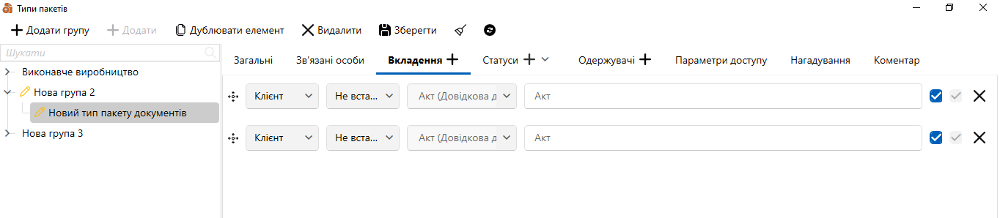 Типи пакетів
Додати групу Додати Дублювати елемент Видалити Зберегти
Шукати
Виконавче виробництво
Нова група 2
Новий тип пакету документів
Нова група 3
Загальні Зв'язані особи Вкладення Статуси Одержувачі Параметри доступу Нагадування Коментар
Клієнт Не вста... Акт (Довідкова д Акт
Клієнт Не вста... Акт (Довідкова д Акт